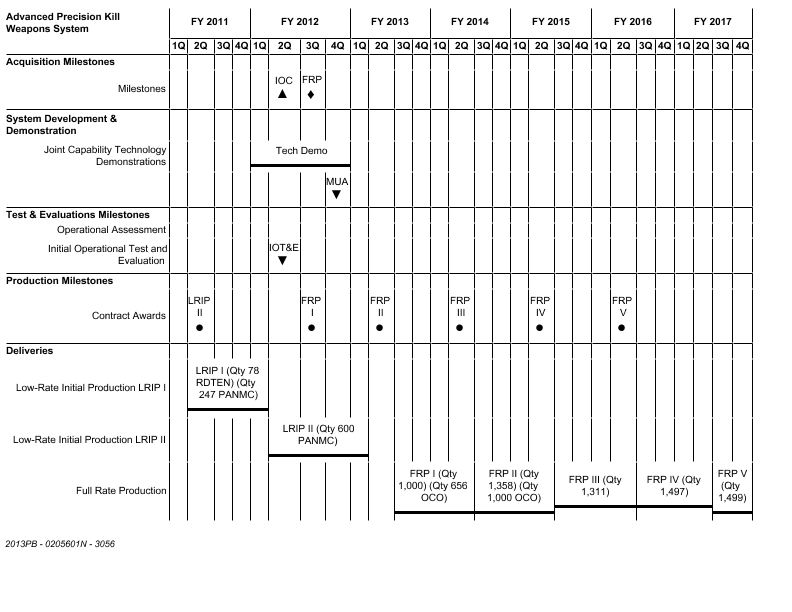 Advanced Precision Kill
Weapons System
FY 2011 FY 2012 FY 2013 FY 2014 FY 2015 FY 2016 FY 2017
1Q 2Q 3Q 4Q 1Q 2Q 3Q 4Q 1Q 2Q 3Q 4Q 1Q 2Q 3Q 4Q 1Q 2Q 3Q 4Q 1Q 2Q 3Q 4Q 1Q 2Q 3Q 4Q
Acquisition Milestones
Milestones
IOC FRP
System Development &
Demonstration
Joint Capability Technology
Demonstrations
Tech Demo
MUA
Test & Evaluations Milestones
Operational Assessment
Initial Operational Test and
Evaluation
IOT&E
Production Milestones
Contract Awards
LRIP
II
FRP
I
FRP
II
FRP
III
FRP
IV
FRP
V
Deliveries
Low-Rate Initial Production LRIP I
LRIP I (Qty 78
RDTEN) (Qty
247 PANMC)
Low-Rate Initial Production LRIP II
LRIP II (Qty 600
PANMC)
Full Rate Production
FRP I (Qty
1,000) (Qty 656
OCO)
FRP II (Qty
1,358) (Qty
1,000 OCO)
FRP III (Qty
1,311)
FRP IV (Qty
1,497)
FRP V
(Qty
1,499)
2013PB - 0205601N - 3056